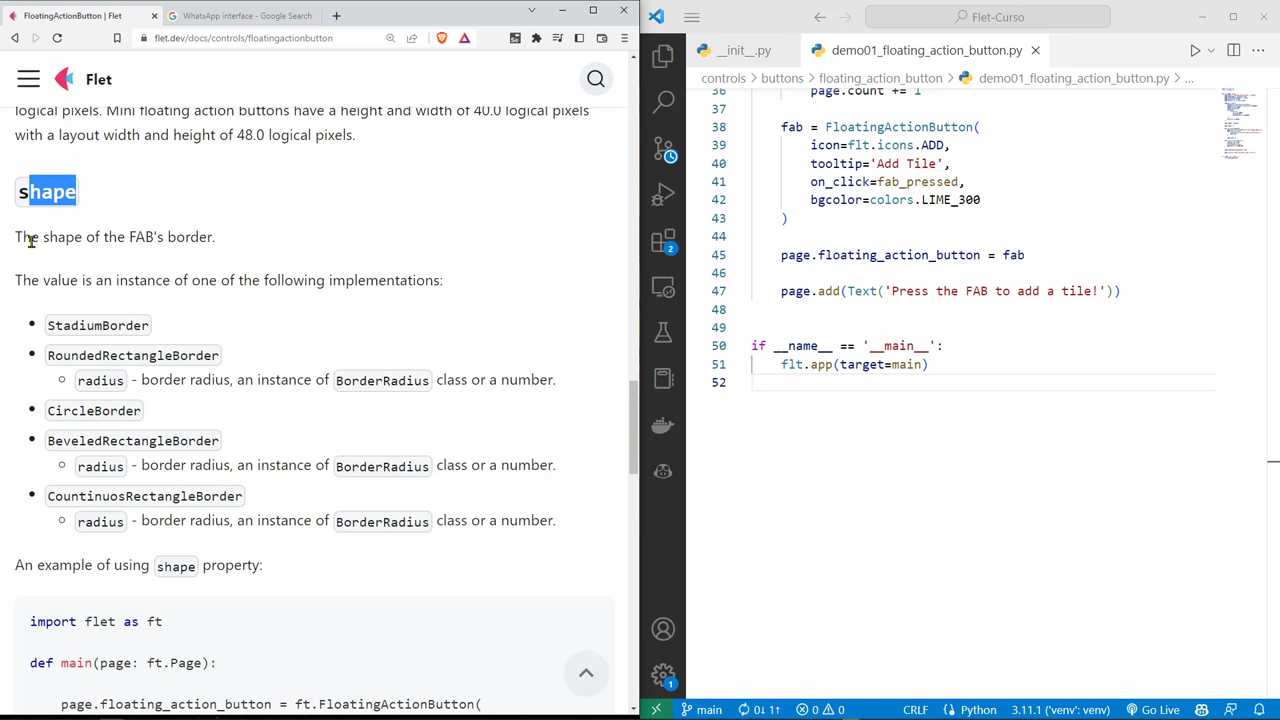 FloatingActionButton | Flet
WhatsApp interface - Google Search
flet.dev/docs/controls/floatingactionbutton
Flet
logical pixels. Mini floating action buttons have a height and width of 40.0 logical pixels
with a layout width and height of 48.0 logical pixels.
shape
The shape of the FAB's border.
The value is an instance of one of the following implementations:
StadiumBorder
RoundedRectangleBorder
radius - border radius, an instance of BorderRadius class or a number.
CircleBorder
BeveledRectangleBorder
radius - border radius, an instance of BorderRadius class or a number.
CountinuosRectangleBorder
radius - border radius, an instance of BorderRadius class or a number.
An example of using shape property:
import flet as ft
def main(page: ft.Page):
page.floating_action_button = ft.FloatingActionButton(
Flet-Curso
__init__.py
demo01_floating_action_button.py
controls > buttons > floating_action_button > demo01_floating_action_button.py > ...
36 page.count += 1
37
38 fab = FloatingActionButton(
39 icon=flt.icons.ADD,
40 tooltip='Add Tile',
41 on_click=fab_pressed,
42 bgcolor=colors.LIME_300
43 )
44
45 page.floating_action_button = fab
46
47 page.add(Text('Press the FAB to add a tile!'))
48
49
50 if __name__ == '__main__':
51 flt.app(target=main)
52
2
1
main 0↓ 1↑ 0 0 CRLF Python 3.11.1 ('venv': venv) Go Live